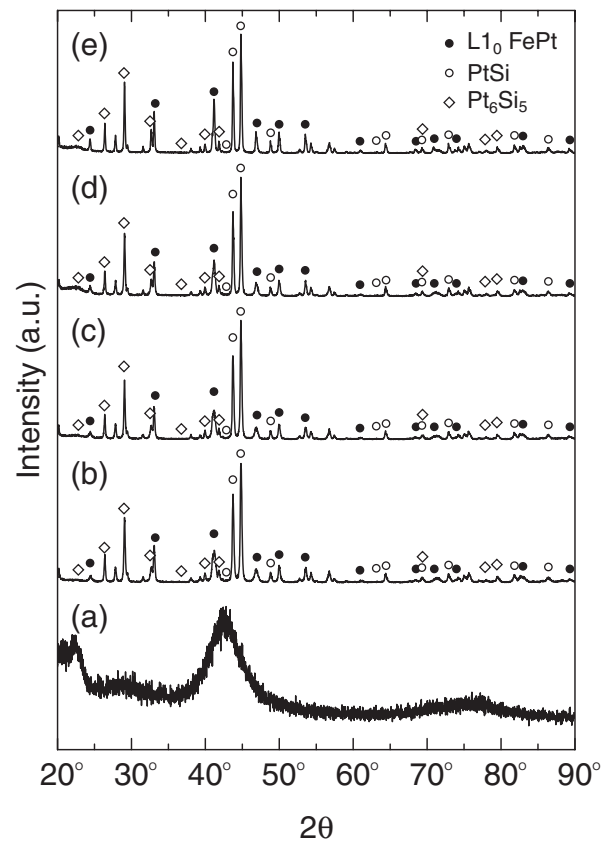 (e)
● L1₀ FePt
○ PtSi
◇ Pt₆Si₅
(d)
(c)
(b)
(a)
Intensity (a.u.)
20° 30° 40° 50° 60° 70° 80° 90°
2θ